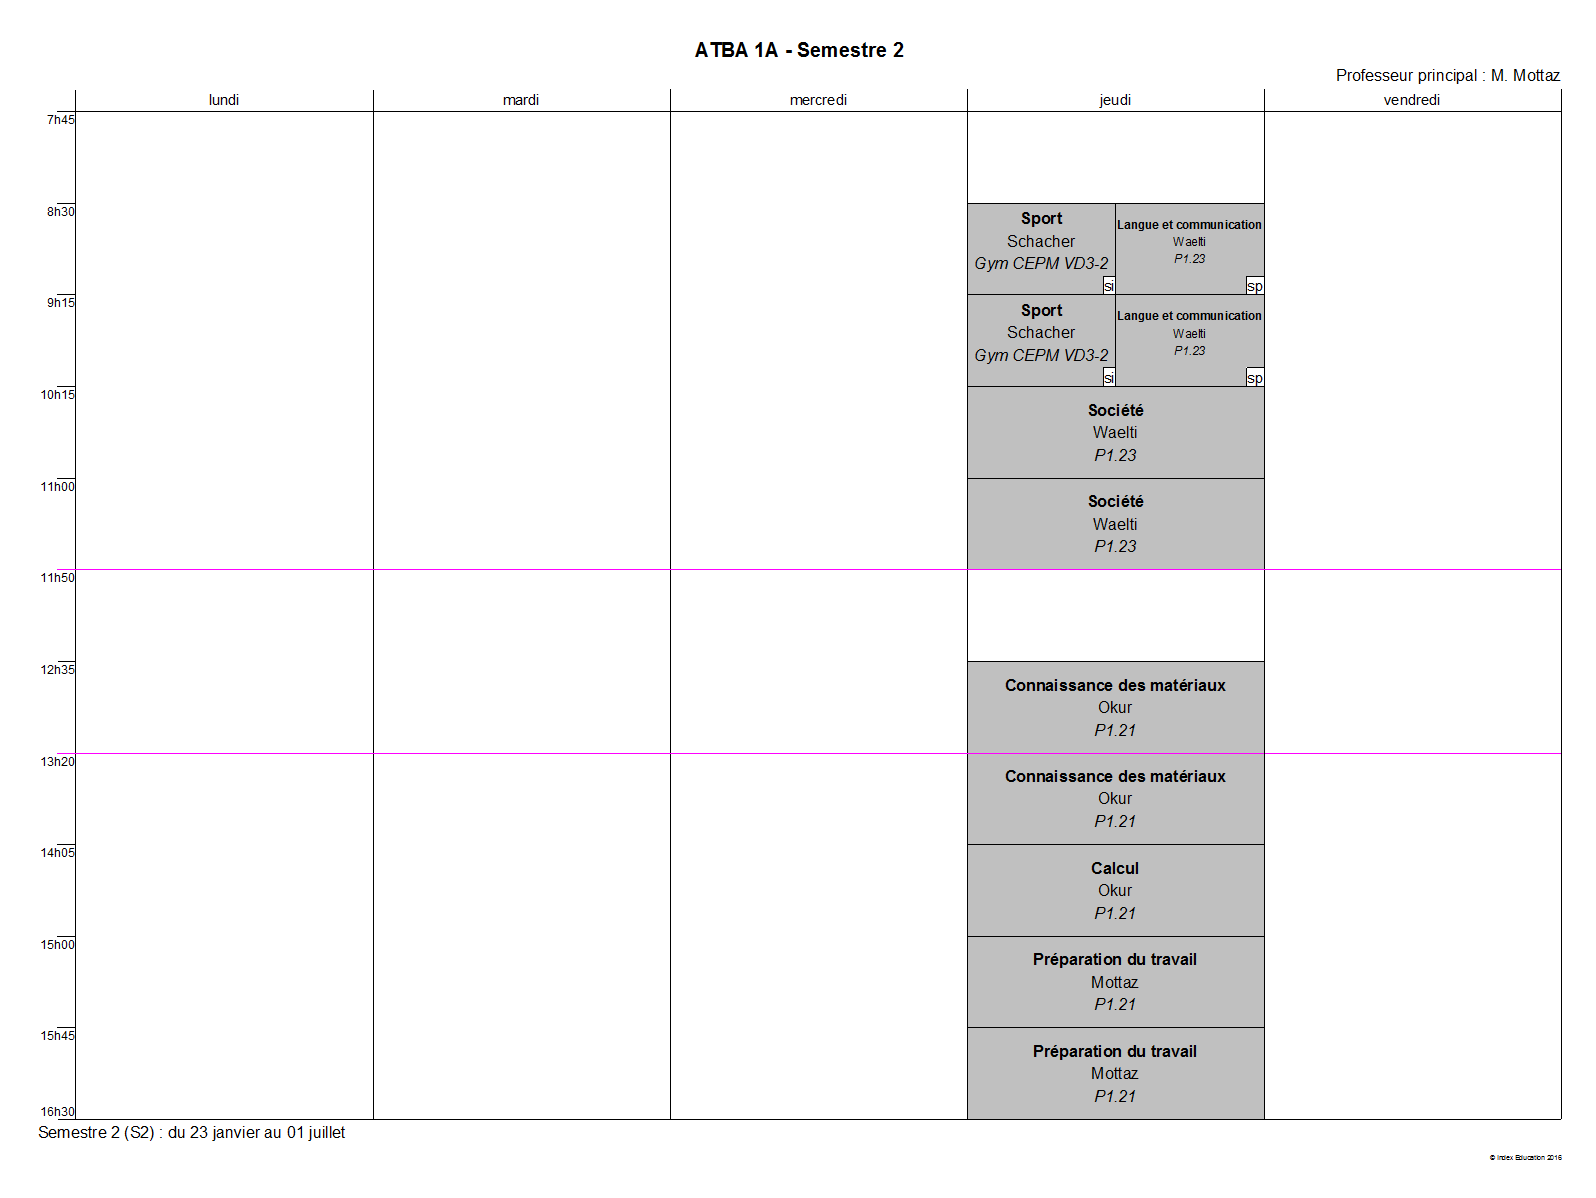 ATBA 1A - Semestre 2
Professeur principal : M. Mottaz
lundi
mardi
mercredi
jeudi
vendredi
7h45
8h30
Sport
Schacher
Gym CEPM VD3-2
si
Langue et communication
Waelti
P1.23
sp
9h15
Sport
Schacher
Gym CEPM VD3-2
si
Langue et communication
Waelti
P1.23
sp
10h15
Société
Waelti
P1.23
11h00
Société
Waelti
P1.23
11h50
12h35
Connaissance des matériaux
Okur
P1.21
13h20
Connaissance des matériaux
Okur
P1.21
14h05
Calcul
Okur
P1.21
15h00
Préparation du travail
Mottaz
P1.21
15h45
Préparation du travail
Mottaz
P1.21
16h30
Semestre 2 (S2) : du 23 janvier au 01 juillet
© Index Education 2016